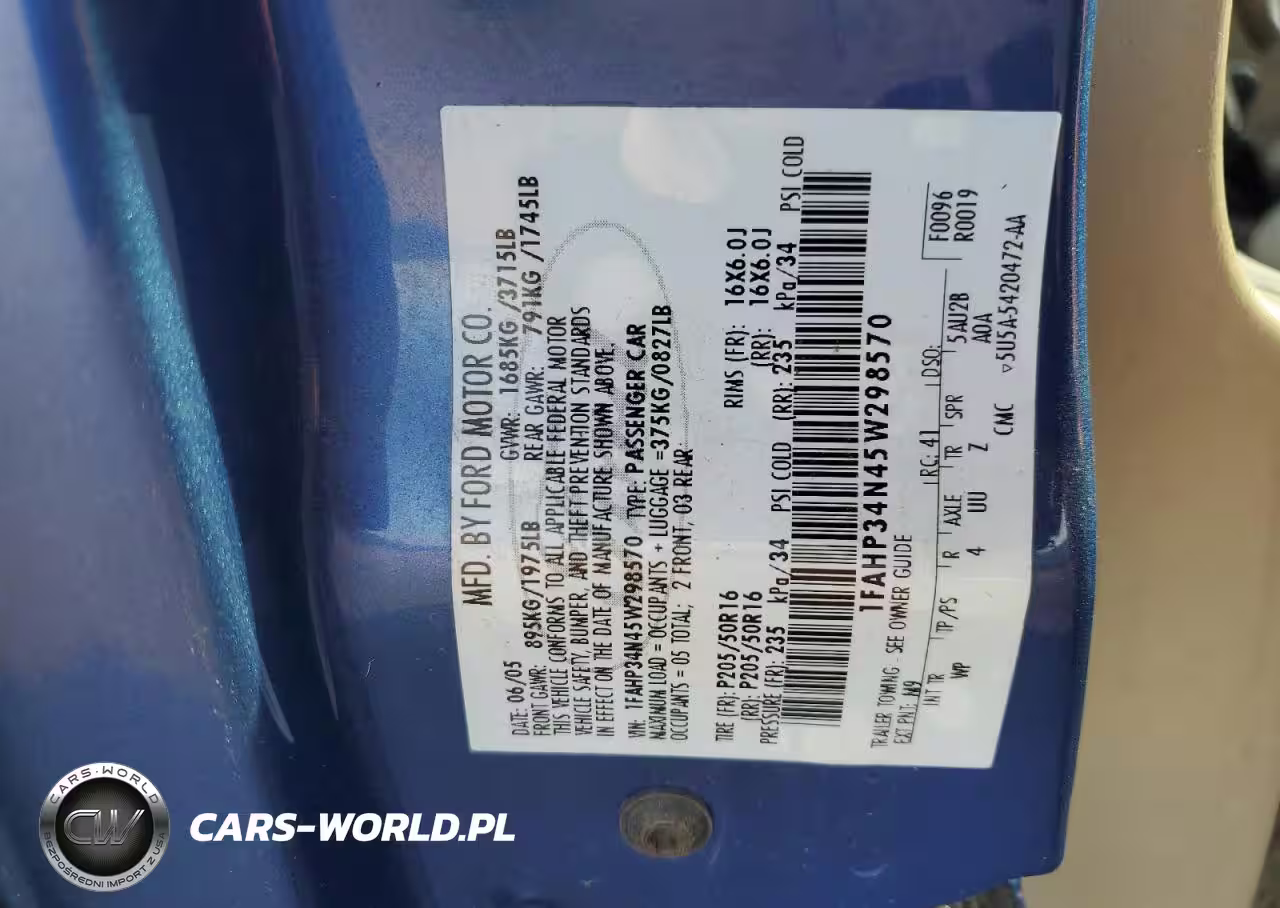 MFD. BY FORD MOTOR CO.
DATE: 06/05 GVWR: 1685KG /3715LB
FRONT GAWR: 895KG/1975LB REAR GAWR: 791KG /1745LB
THIS VEHICLE CONFORMS TO ALL APPLICABLE FEDERAL MOTOR
VEHICLE SAFETY, BUMPER, AND THEFT PREVENTION STANDARDS
IN EFFECT ON THE DATE OF MANUFACTURE SHOWN ABOVE.
VIN: 1FAHP34N45W298570 TYPE: PASSENGER CAR
MAXIMUM LOAD = OCCUPANTS + LUGGAGE =375KG/0827LB
OCCUPANTS = 05 TOTAL; 2 FRONT, 03 REAR
TIRE (FR): P205/50R16 RIMS (FR): 16X6.0J
(RR): P205/50R16 (RR): 16X6.0J
PRESSURE (FR): 235 kPa/34 PSI COLD (RR): 235 kPa/34 PSI COLD
1FAHP34N45W298570
TRAILER TOWING - SEE OWNER GUIDE
EXT PNT: M9 RC: 41 DSO: F0096
INT TR TP/PS R AXLE TR SPR 5AU2B R0019
WP 4 UU Z A0A
CMC ▽5U5A-5420472-AA
CARS-WORLD
CW
BEZPOŚREDNI IMPORT Z USA
CARS-WORLD.PL